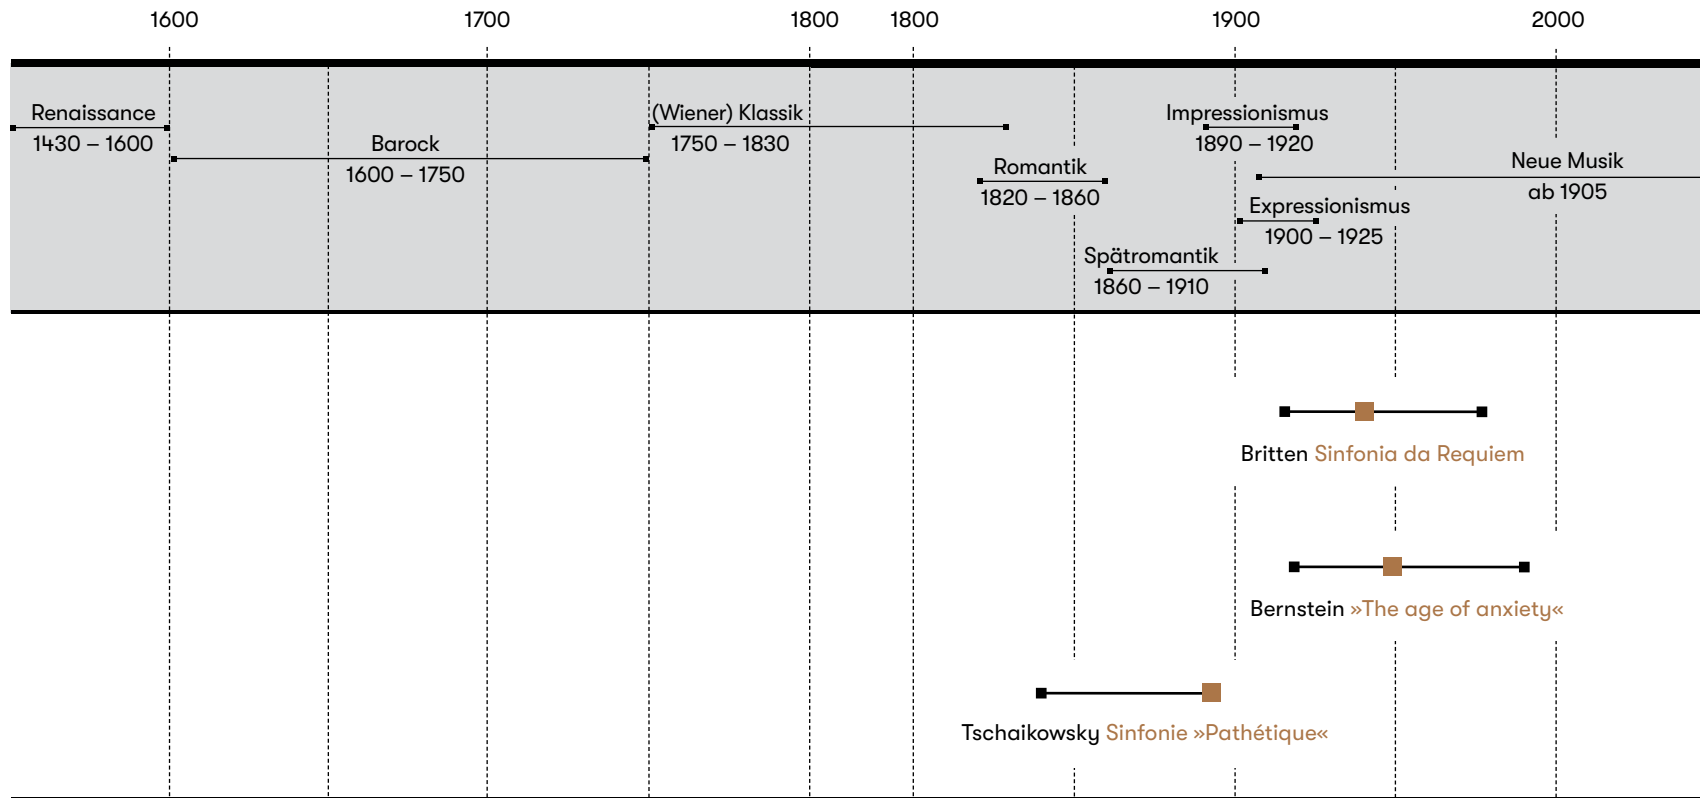 1600 1700 1800 1800 1900 2000
Renaissance
1430 – 1600
Barock
1600 – 1750
(Wiener) Klassik
1750 – 1830
Romantik
1820 – 1860
Spätromantik
1860 – 1910
Impressionismus
1890 – 1920
Expressionismus
1900 – 1925
Neue Musik
ab 1905
Britten Sinfonia da Requiem
Bernstein »The age of anxiety«
Tschaikowsky Sinfonie »Pathétique«